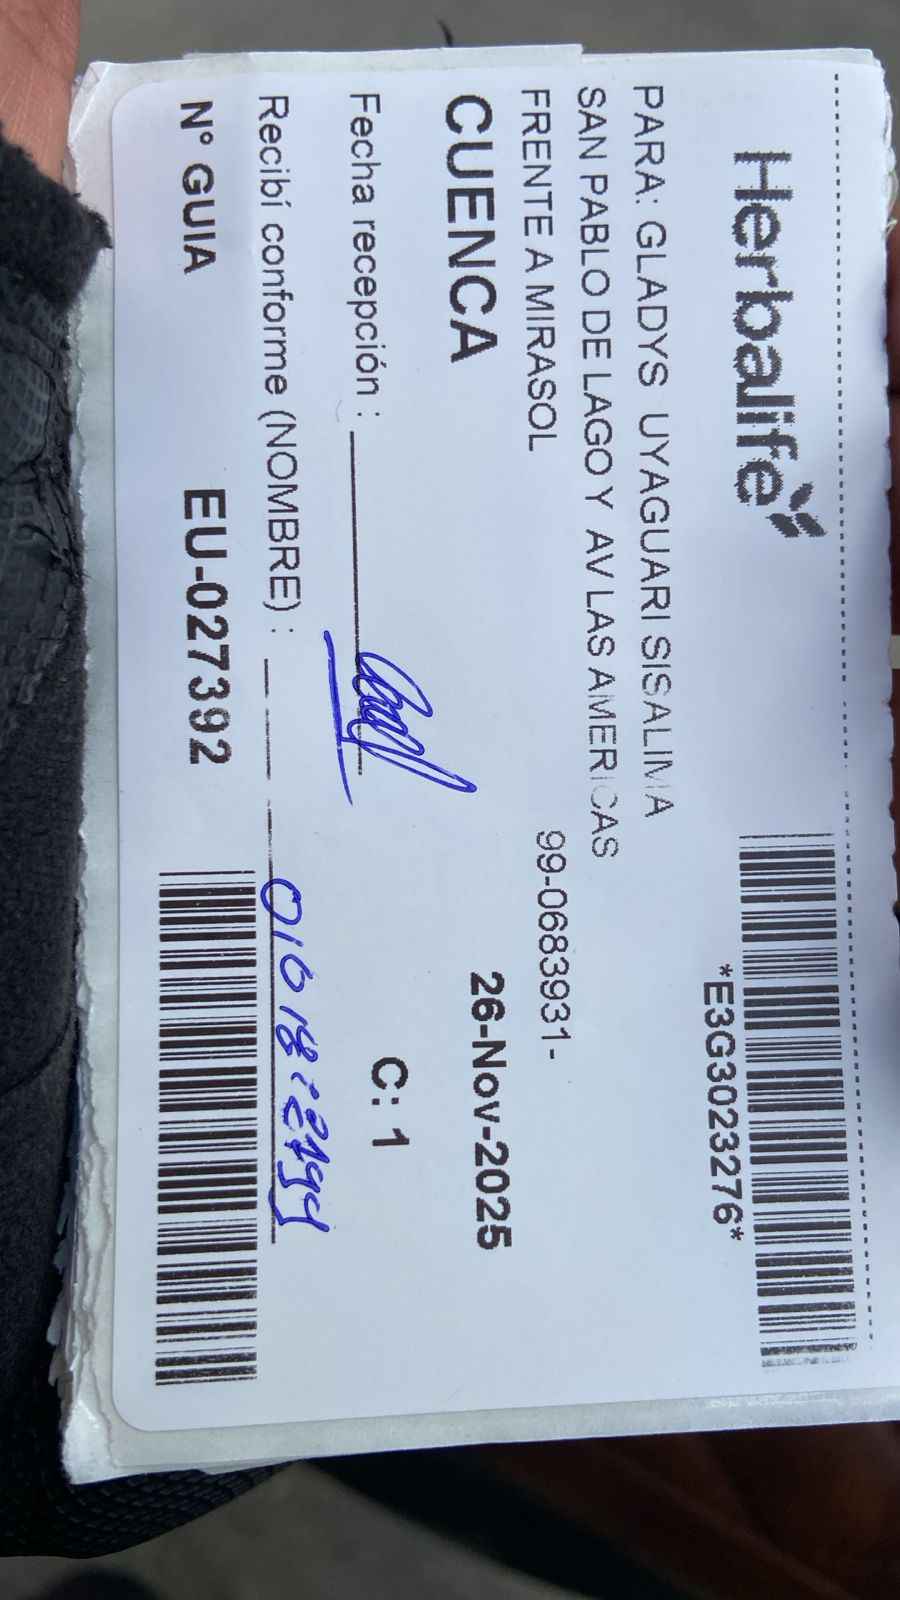 Herbalife
*E3G3023276*
PARA: GLADYS UYAGUARI SISALIMA
SAN PABLO DE LAGO Y AV LAS AMERICAS
FRENTE A MIRASOL
99-0683931-
CUENCA
26-Nov-2025
Fecha recepción :
C: 1
Recibí conforme (NOMBRE) :
N° GUIA EU-027392